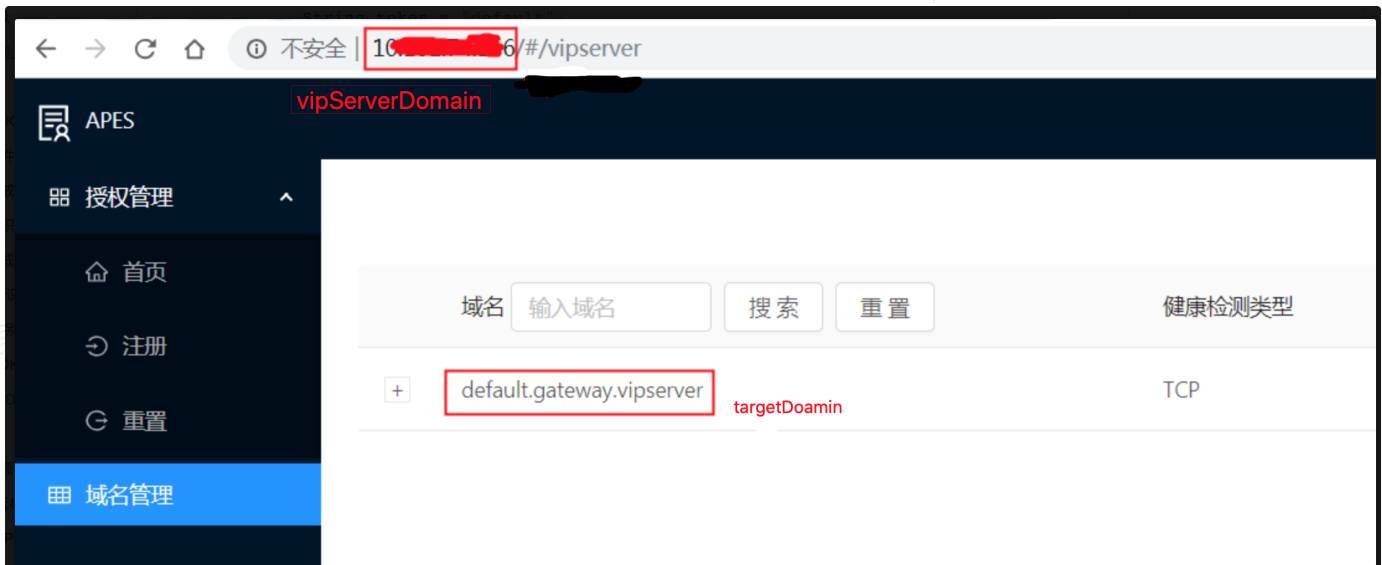 不安全 | /#/vipserver
vipServerDomain
APES
授权管理
首页
注册
重置
域名管理
域名 输入域名 搜索 重置 健康检测类型
+ default.gateway.vipserver TCP
targetDoamin